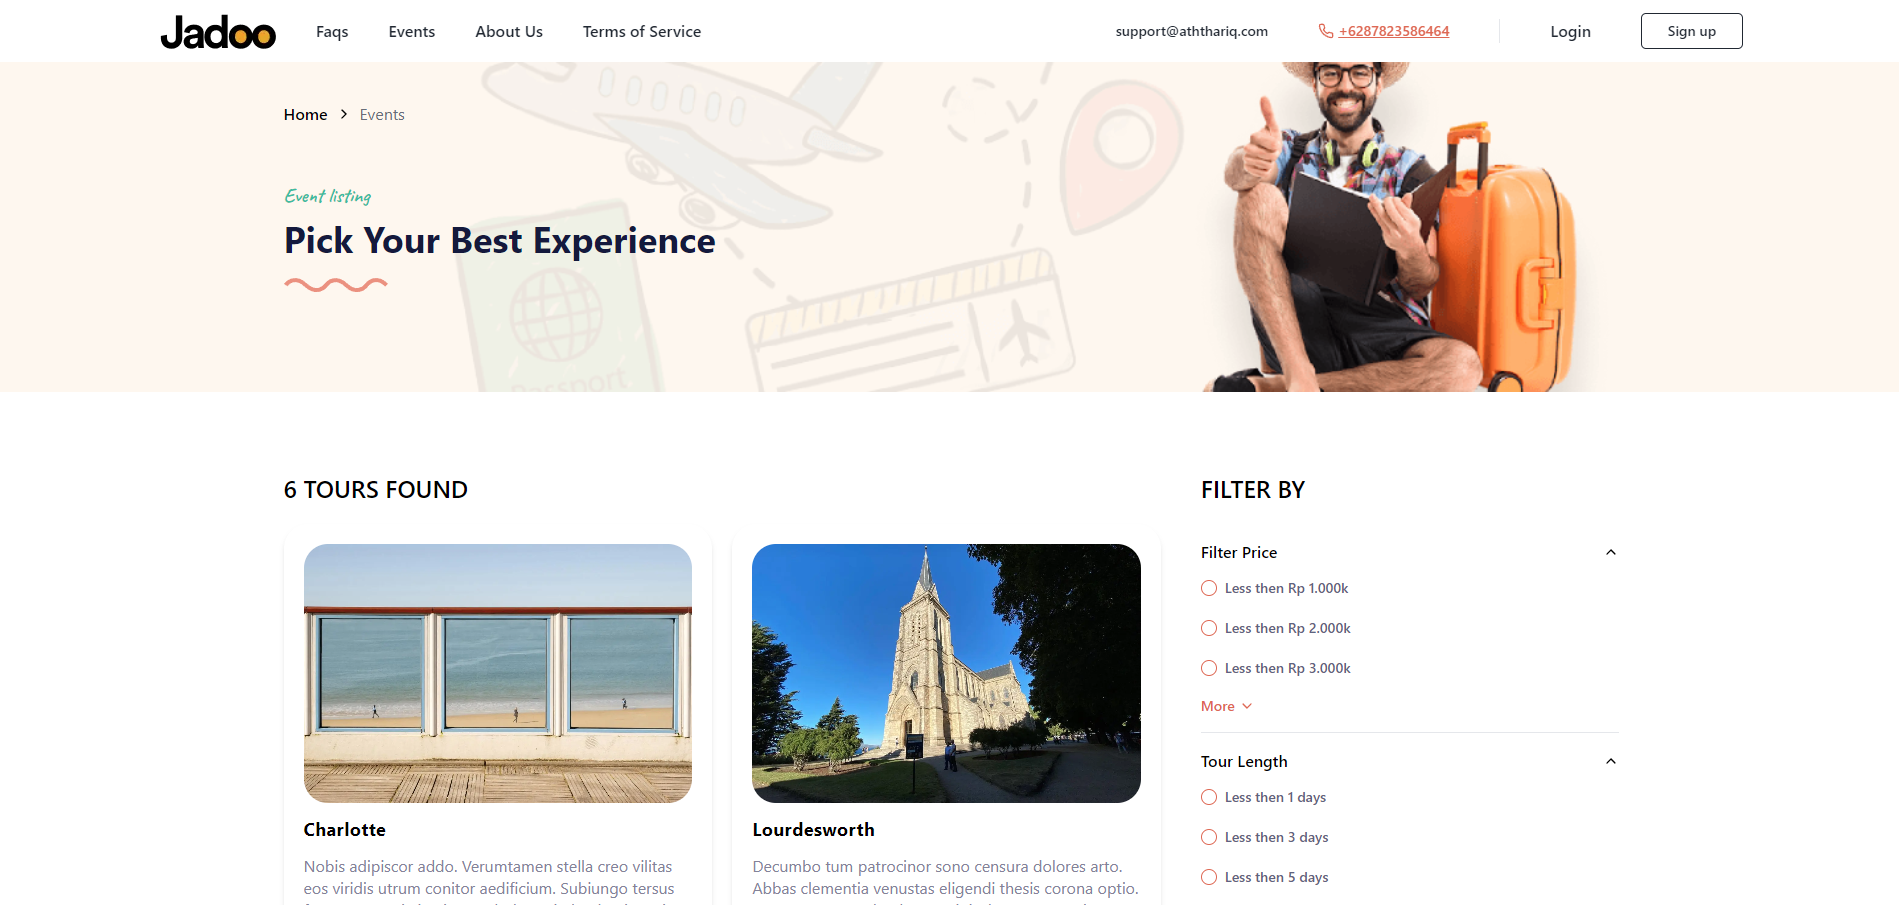 Jadoo
Faqs
Events
About Us
Terms of Service
support@aththariq.com
+6287823586464
Login
Sign up
Home
Events
Event listing
Pick Your Best Experience
Passport
6 TOURS FOUND
FILTER BY
Charlotte
Nobis adipiscor addo. Verumtamen stella creo vilitas
eos viridis utrum conitor aedificium. Subiungo tersus
Lourdesworth
Decumbo tum patrocinor sono censura dolores arto.
Abbas clementia venustas eligendi thesis corona optio.
Filter Price
Less then Rp 1.000k
Less then Rp 2.000k
Less then Rp 3.000k
More
Tour Length
Less then 1 days
Less then 3 days
Less then 5 days